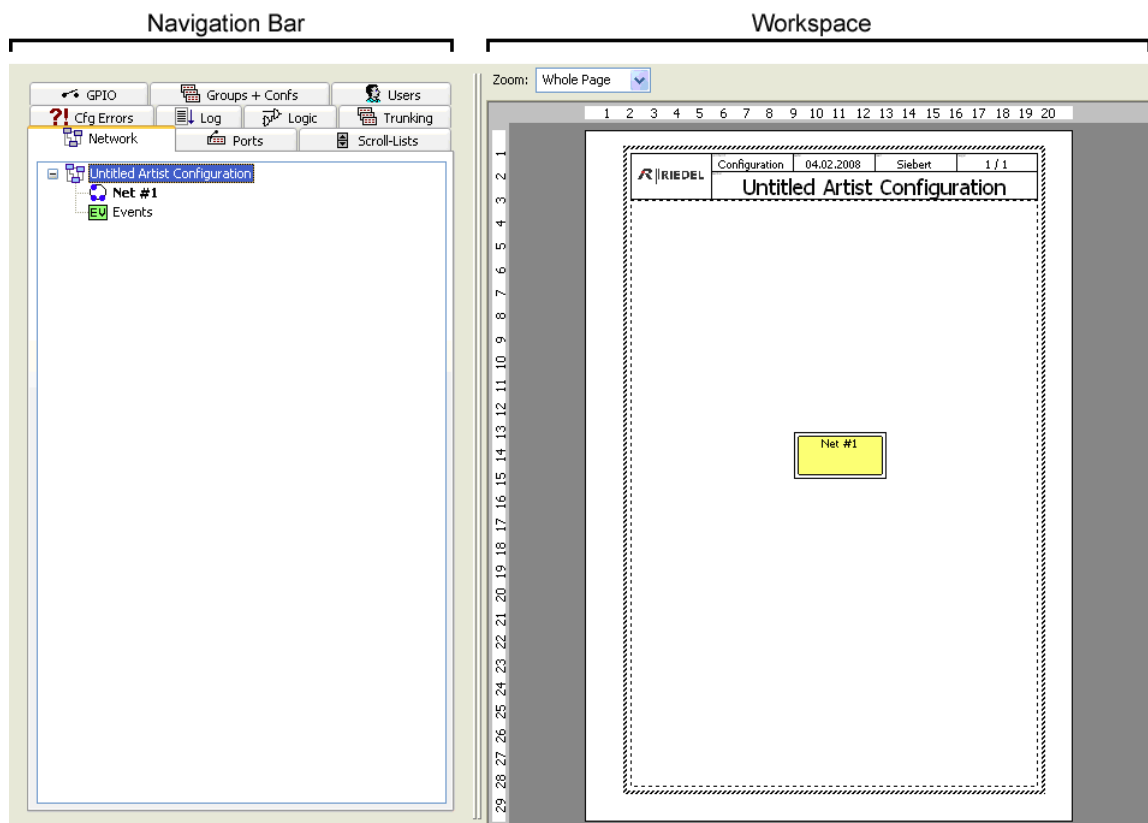 Navigation Bar
Workspace
GPIO Groups + Confs Users
?! Cfg Errors Log Logic Trunking
Network Ports Scroll-Lists
Untitled Artist Configuration
Net #1
EV Events
Zoom: Whole Page
1 2 3 4 5 6 7 8 9 10 11 12 13 14 15 16 17 18 19 20
1
2
3
4
5
6
7
8
9
10
11
12
13
14
15
16
17
18
19
20
21
22
23
24
25
26
27
28
29
RIEDEL
Configuration 04.02.2008 Siebert 1 / 1
Untitled Artist Configuration
Net #1